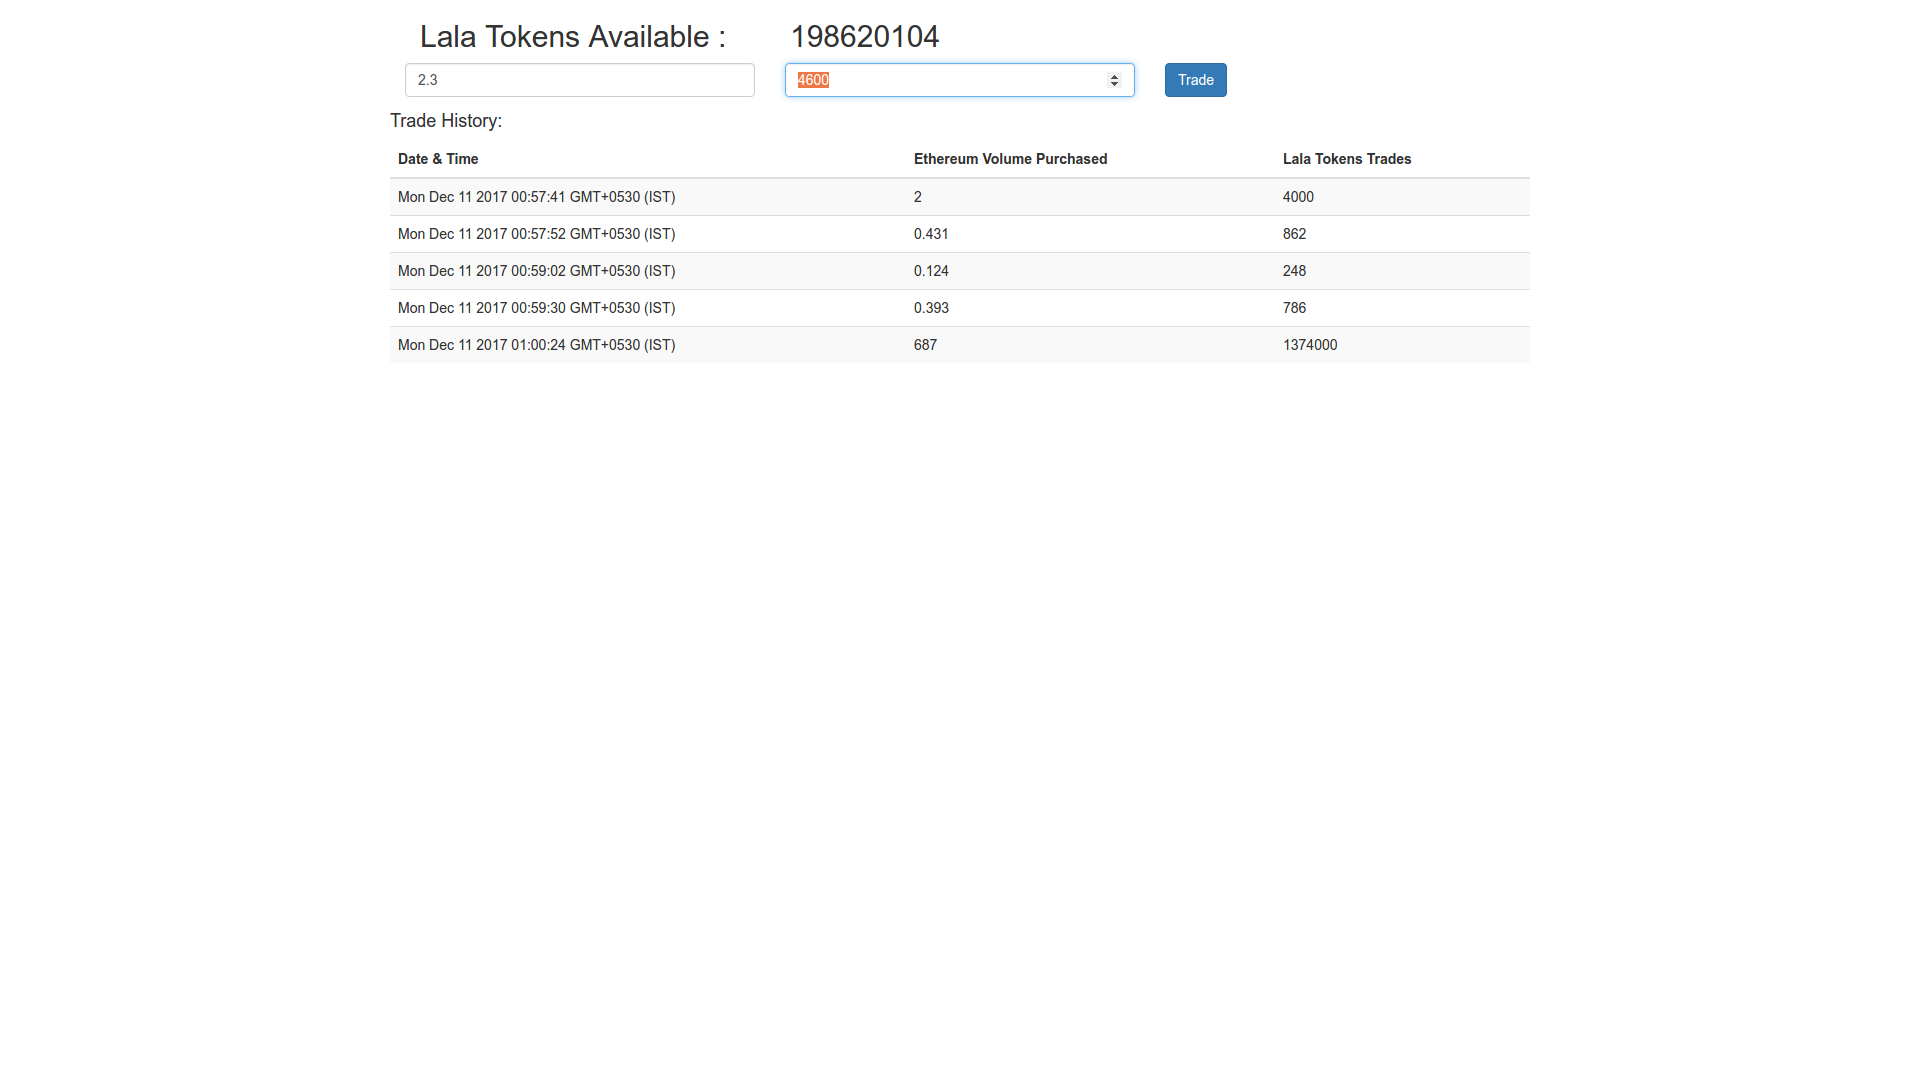 Lala Tokens Available : 198620104
2.3 4600 Trade
Trade History:
Date & Time Ethereum Volume Purchased Lala Tokens Trades
Mon Dec 11 2017 00:57:41 GMT+0530 (IST) 2 4000
Mon Dec 11 2017 00:57:52 GMT+0530 (IST) 0.431 862
Mon Dec 11 2017 00:59:02 GMT+0530 (IST) 0.124 248
Mon Dec 11 2017 00:59:30 GMT+0530 (IST) 0.393 786
Mon Dec 11 2017 01:00:24 GMT+0530 (IST) 687 1374000